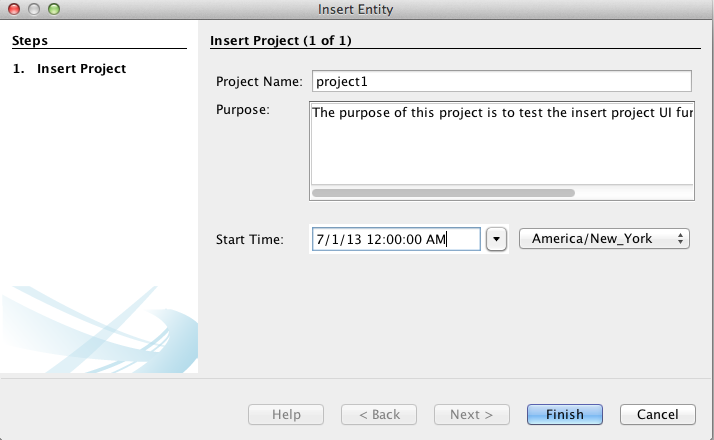 Insert Entity
Steps
1. Insert Project
Insert Project (1 of 1)
Project Name: project1
Purpose: The purpose of this project is to test the insert project UI fur
Start Time: 7/1/13 12:00:00 AM America/New_York
Help < Back Next > Finish Cancel